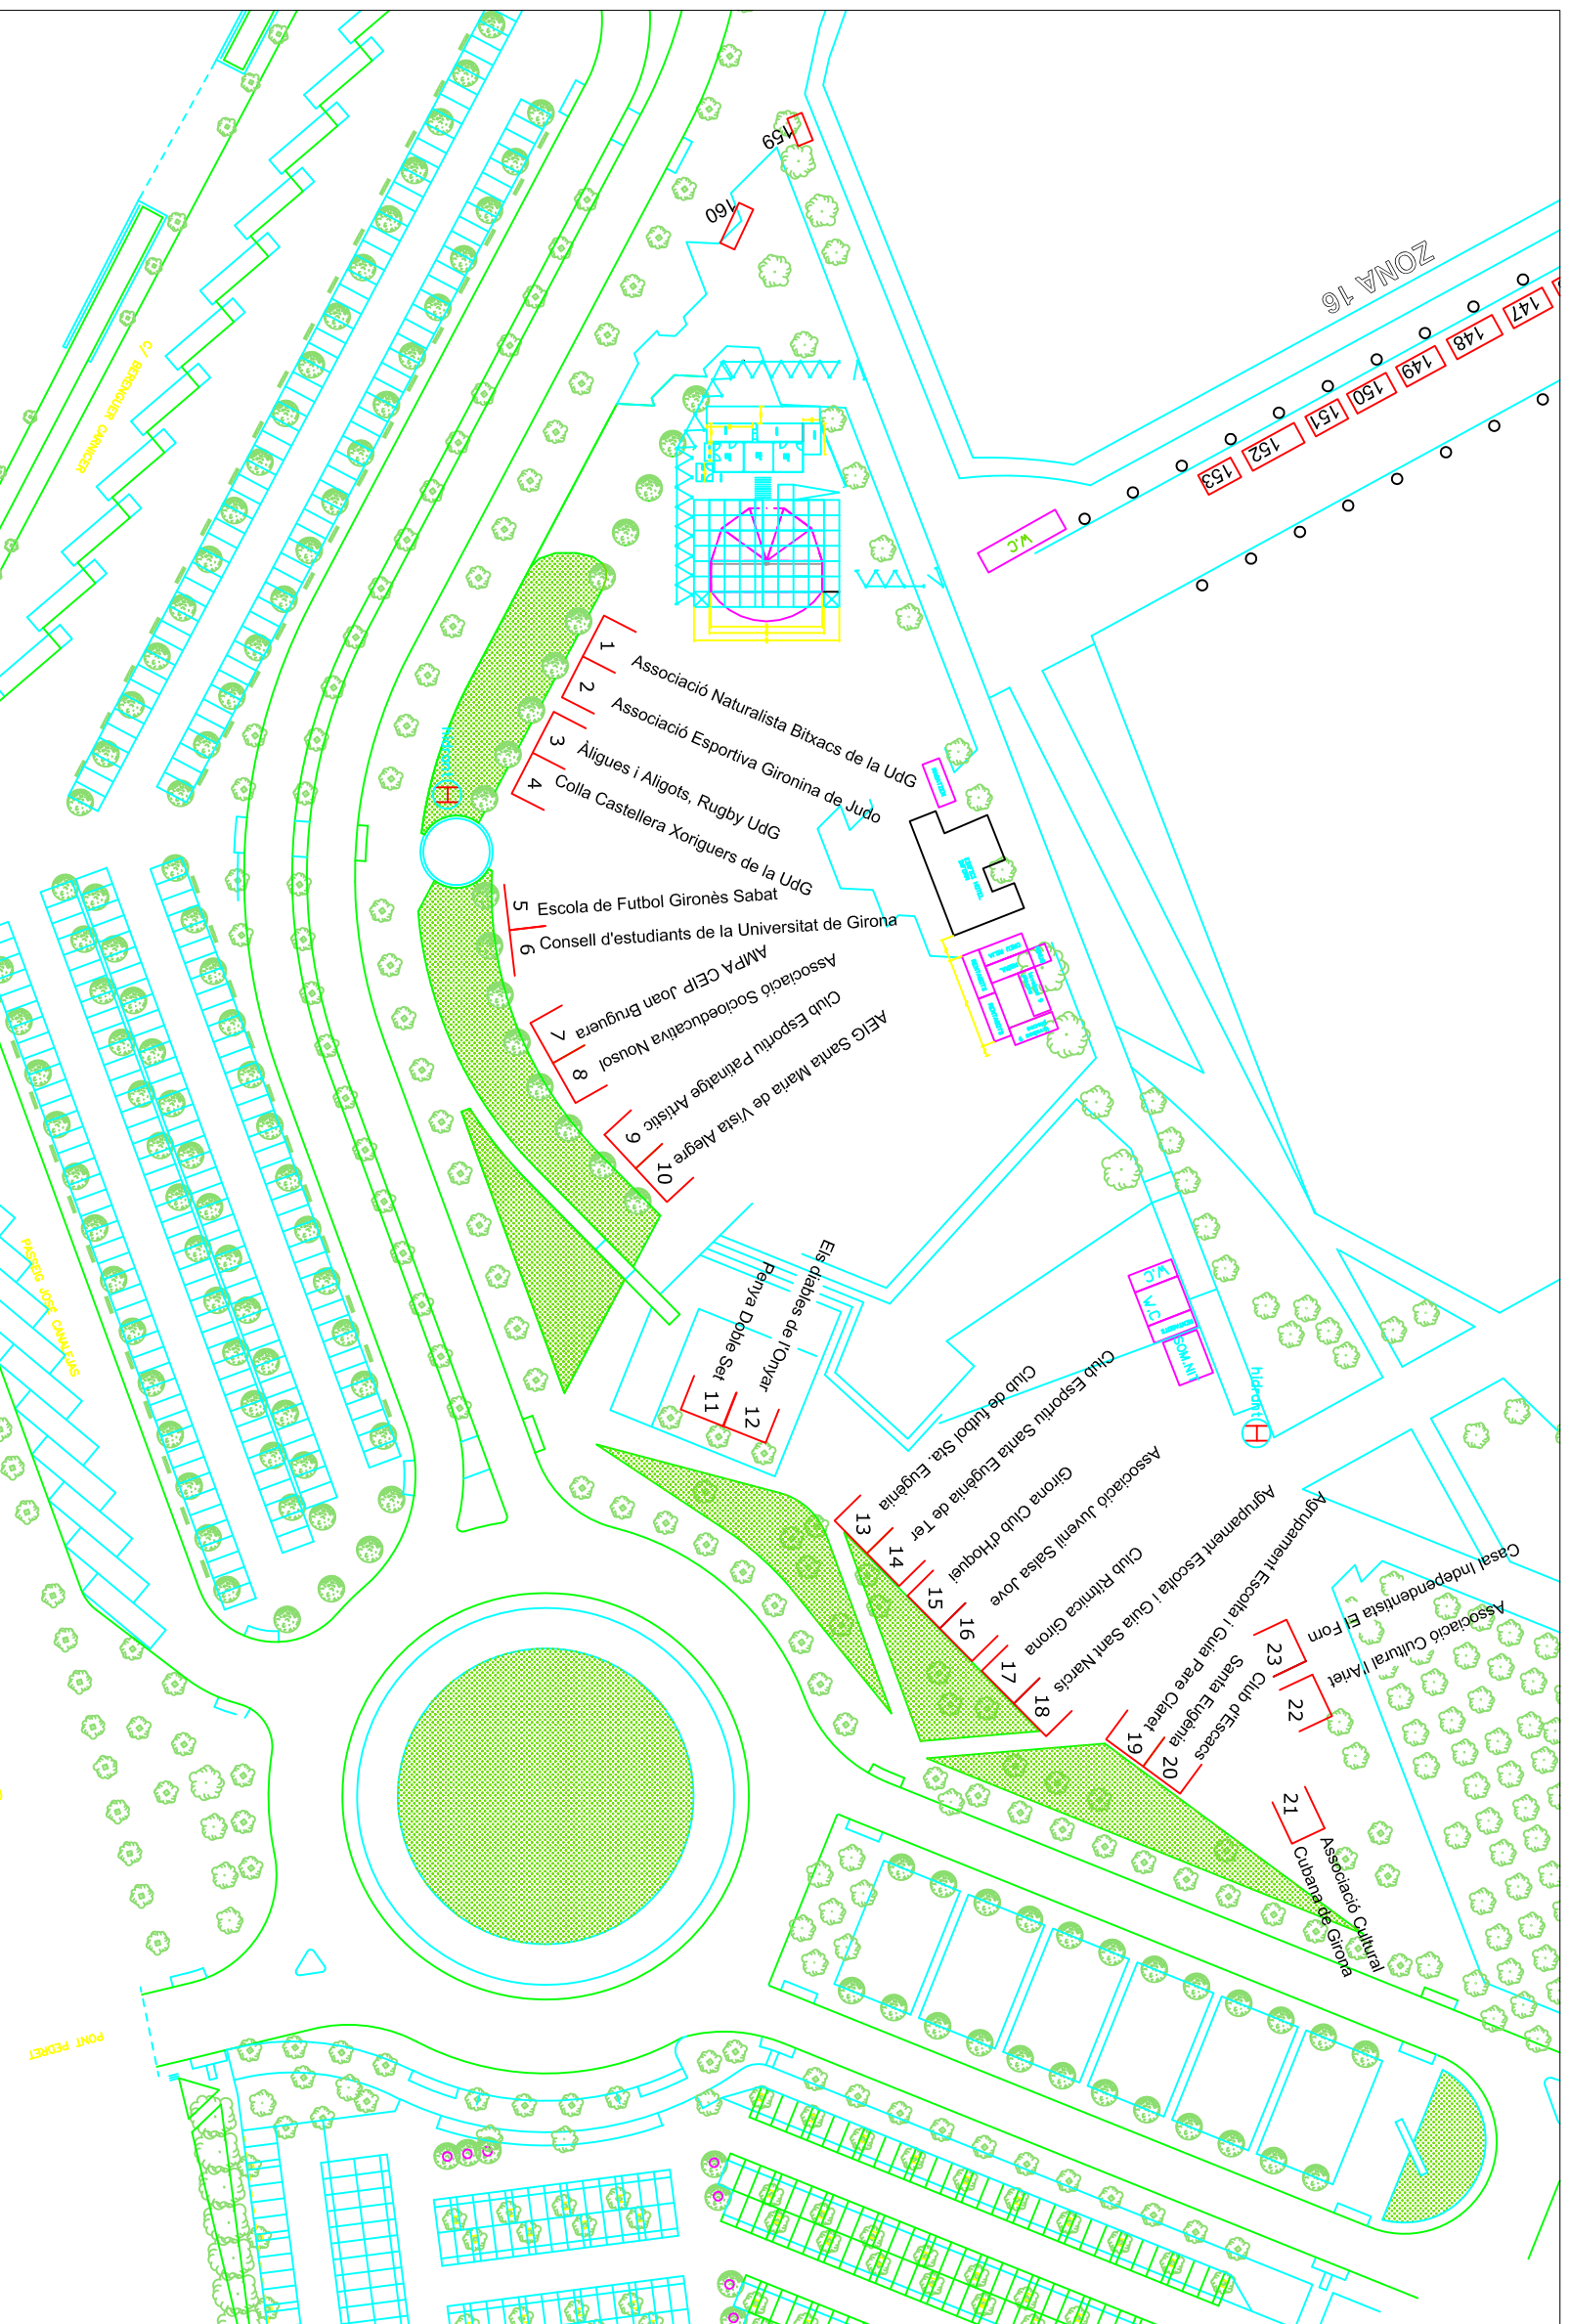 159
160
ZONA 16
147
148
149
150
151
152
153
W.C
C/ BERENGUER CARNICER
1 Associació Naturalista Bitxacs de la UdG
2 Associació Esportiva Gironina de Judo
3 Àligues i Aligots, Rugby UdG
4 Colla Castellera Xoriguers de la UdG
hidrant
H
5 Escola de Futbol Gironès Sabat
6 Consell d'estudiants de la Universitat de Girona
7 AMPA CEIP Joan Bruguera
8 Associació Socioeducativa Nousol
9 Club Esportiu Patinatge Artístic
10 AEIG Santa Maria de Vista Alegre
PASSEIG JOSÉ CANALEJAS
11 Penya Doble Set
12 Els diables de l'Onyar
W.C
W.C
SOM.NIT
hidrant
H
13 Club de futbol Sta. Eugènia
14 Club Esportiu Santa Eugènia de Ter
15 Girona Club d'Hoquei
16 Associació Juvenil Salsa Jove
17 Club Rítmica Girona
18 Agrupament Escolta i Guia Sant Narcís
19 Agrupament Escolta i Guia Pare Claret
Santa Eugènia
20 Club d'Escacs
23 Casal Independentista El Forn
22 Associació Cultural l'Ariet
21 Associació Cultural
Cubana de Girona
PONT PEDRET